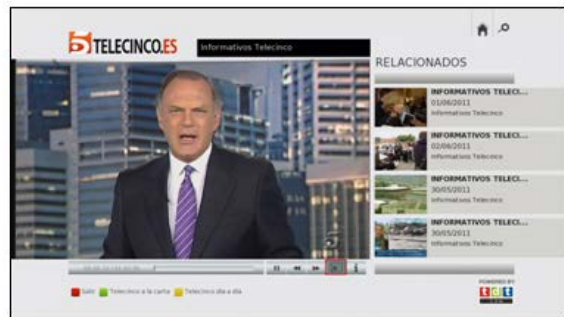 5 TELECINCO.ES
Informativos Telecinco
RELACIONADOS
INFORMATIVOS TELECI...
01/06/2011
Informativos Telecinco
INFORMATIVOS TELECI...
02/06/2011
Informativos Telecinco
INFORMATIVOS TELECI...
30/05/2011
Informativos Telecinco
INFORMATIVOS TELECI...
30/05/2011
Informativos Telecinco
Salir Telecinco a la carta Telecinco día a día
POWERED BY
tdt